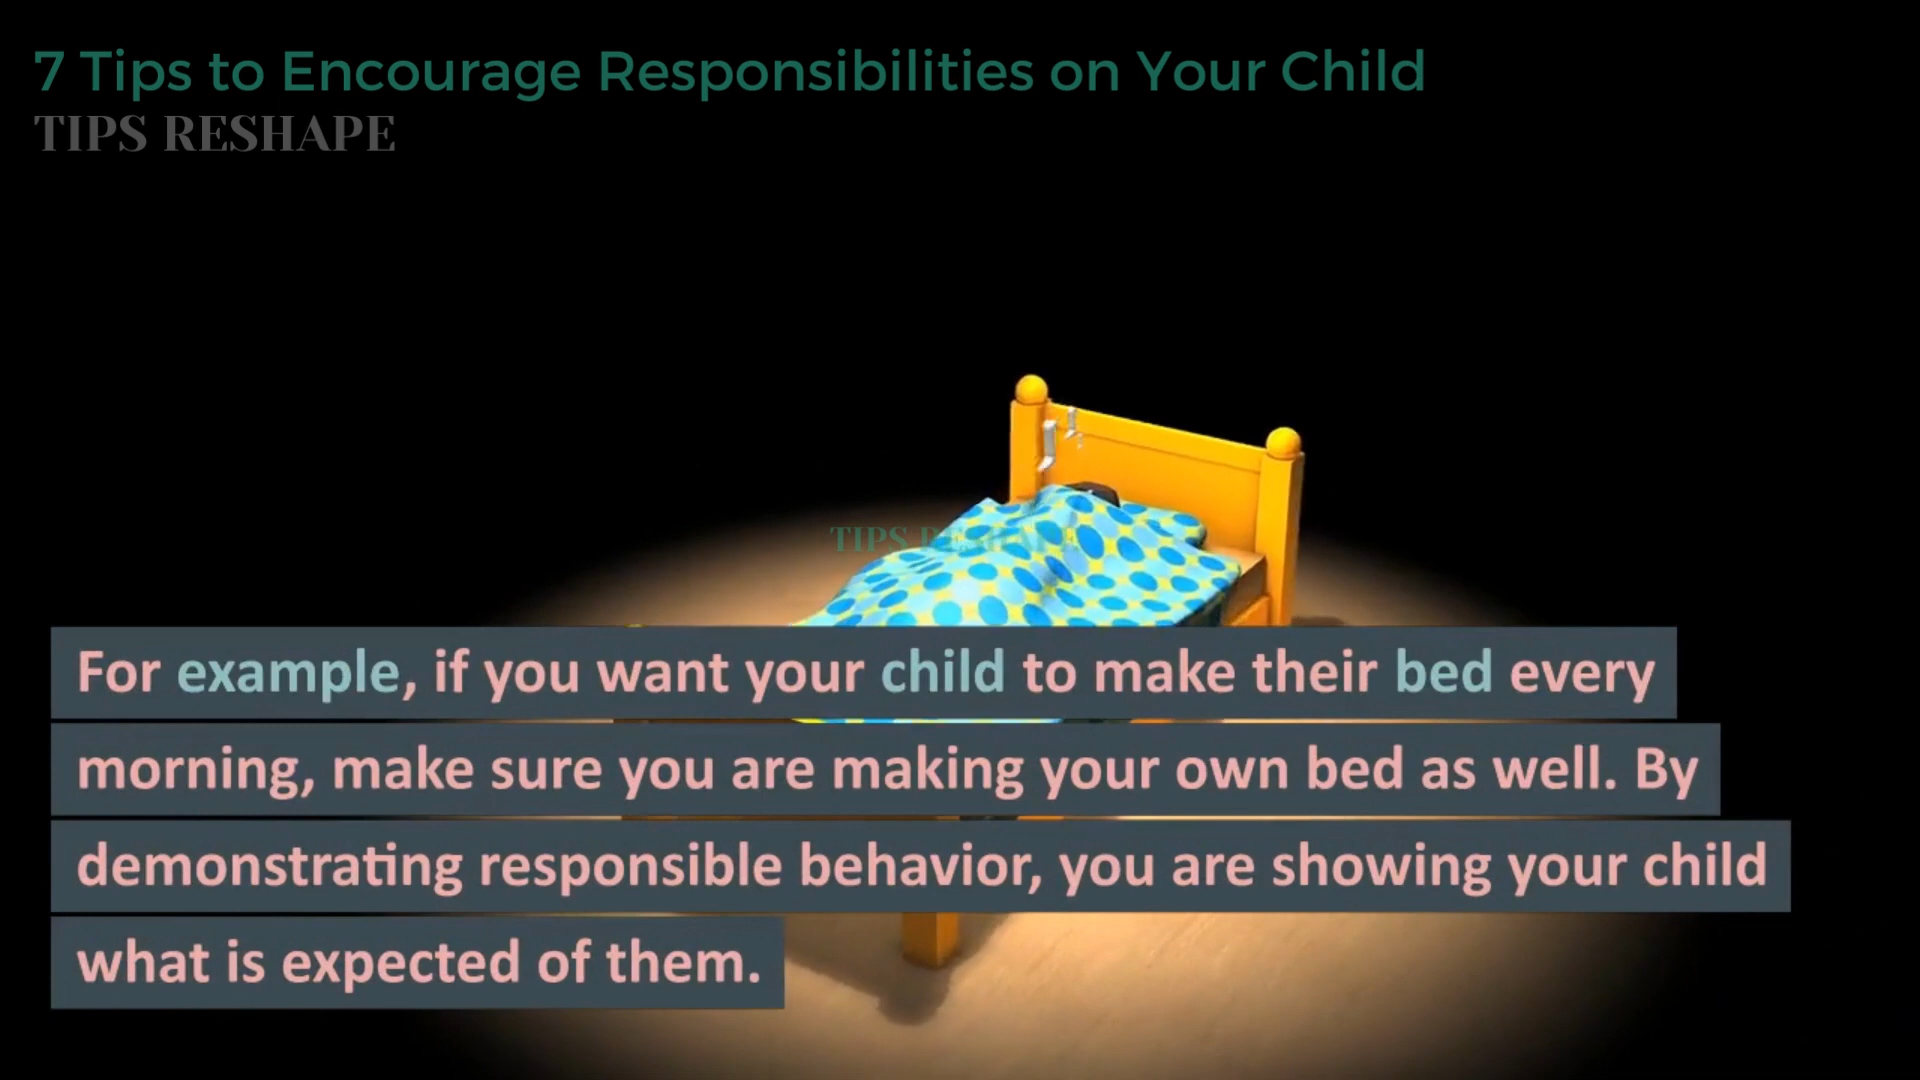 7 Tips to Encourage Responsibilities on Your Child
TIPS RESHAPE
TIPS RESHAPE
For example, if you want your child to make their bed every
morning, make sure you are making your own bed as well. By
demonstrating responsible behavior, you are showing your child
what is expected of them.